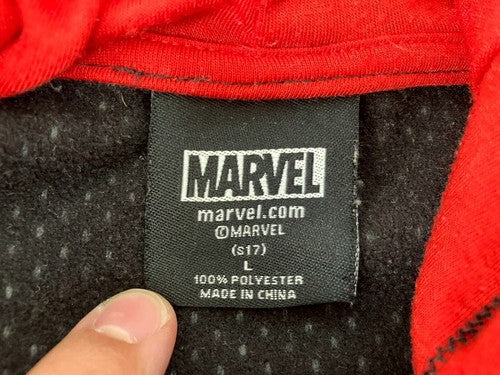 MARVEL
marvel.com
©MARVEL
(s17)
L
100% POLYESTER
MADE IN CHINA